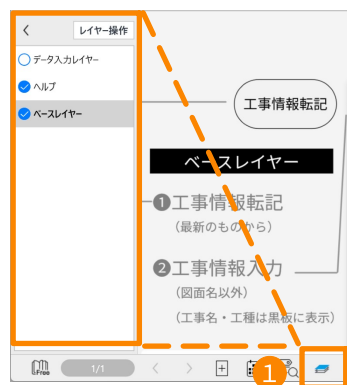 レイヤー操作
データ入力レイヤー
ヘルプ
ベースレイヤー
工事情報転記
ベースレイヤー
❶工事情報転記
（最新のものから）
❷工事情報入力
（図面名以外）
（工事名・工種は黒板に表示）
Free
1/1
1